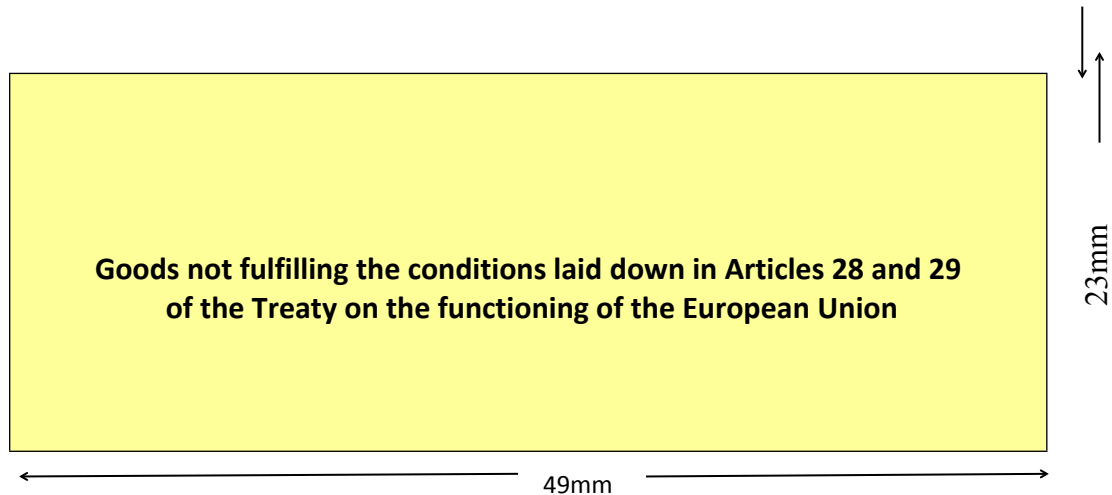 Goods not fulfilling the conditions laid down in Articles 28 and 29
of the Treaty on the functioning of the European Union
23mm
49mm